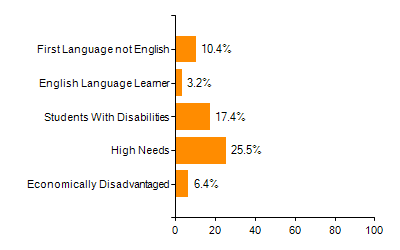 First Language not English 10.4%
English Language Learner 3.2%
Students With Disabilities 17.4%
High Needs 25.5%
Economically Disadvantaged 6.4%
0 20 40 60 80 100